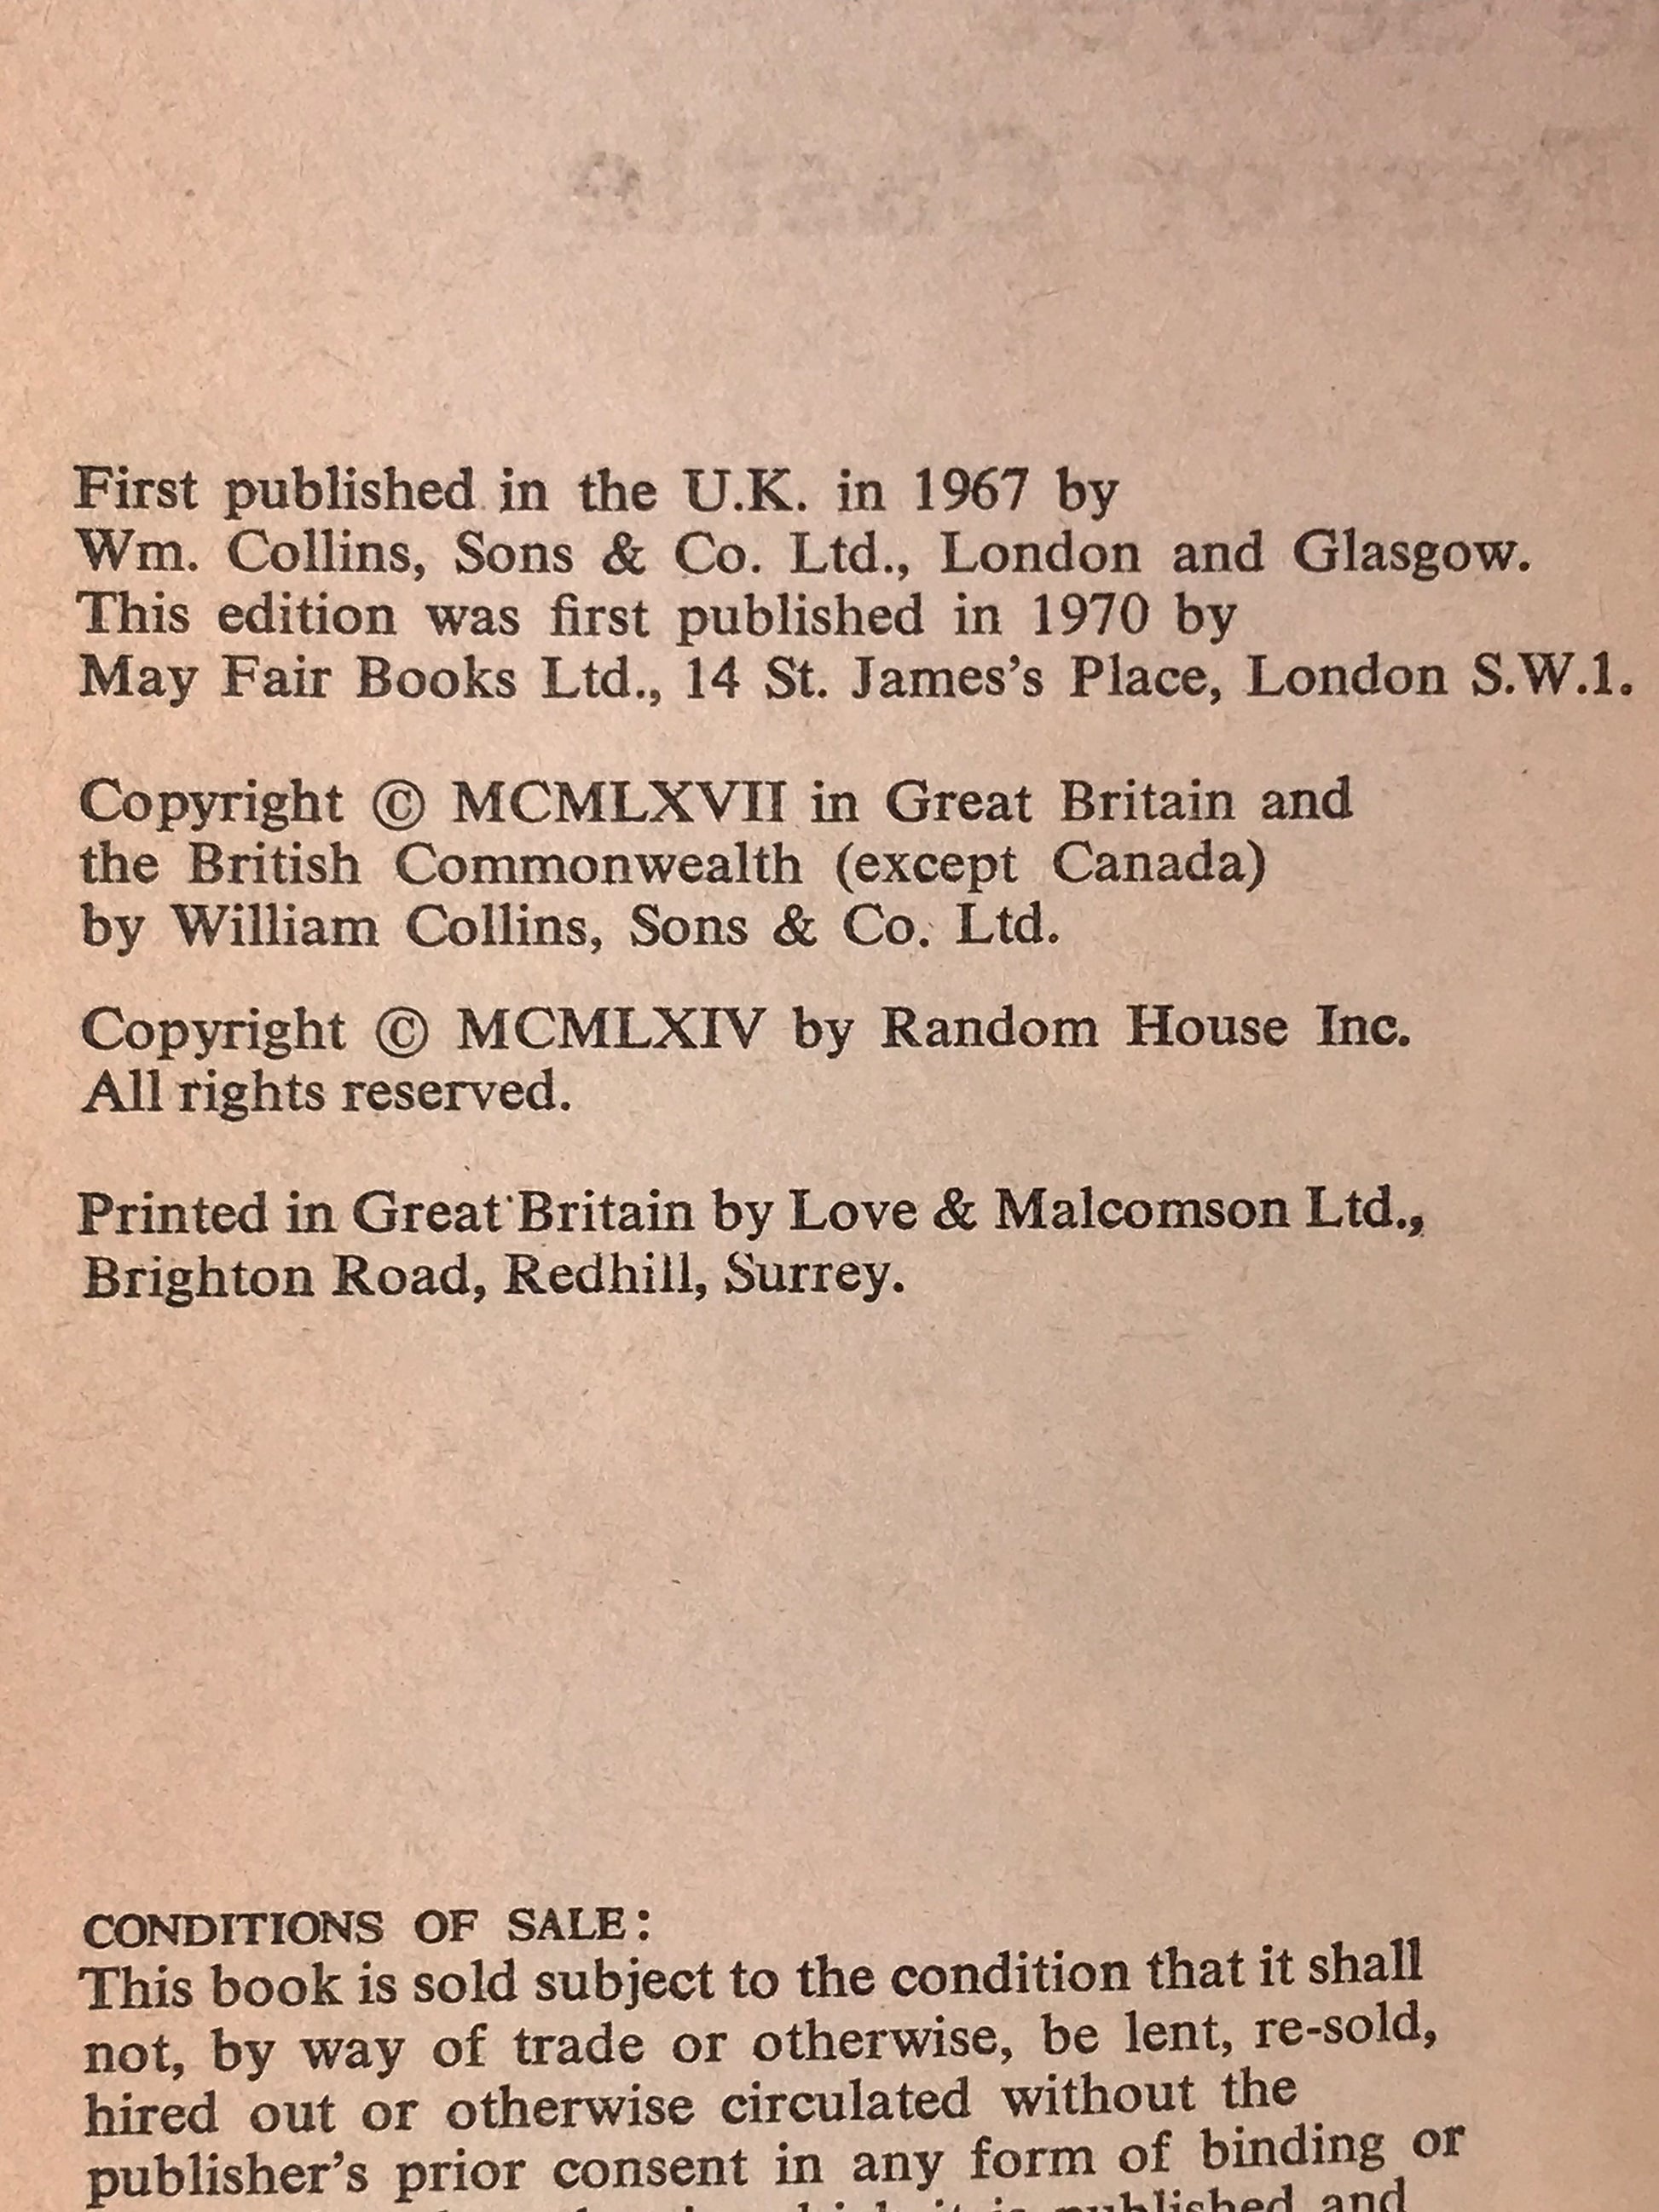 First published in the U.K. in 1967 by
Wm. Collins, Sons & Co. Ltd., London and Glasgow.
This edition was first published in 1970 by
May Fair Books Ltd., 14 St. James's Place, London S.W.1.
Copyright © MCMLXVII in Great Britain and
the British Commonwealth (except Canada)
by William Collins, Sons & Co. Ltd.
Copyright © MCMLXIV by Random House Inc.
All rights reserved.
Printed in Great Britain by Love & Malcomson Ltd.,
Brighton Road, Redhill, Surrey.
CONDITIONS OF SALE:
This book is sold subject to the condition that it shall
not, by way of trade or otherwise, be lent, re-sold,
hired out or otherwise circulated without the
publisher's prior consent in any form of binding or
it is published and